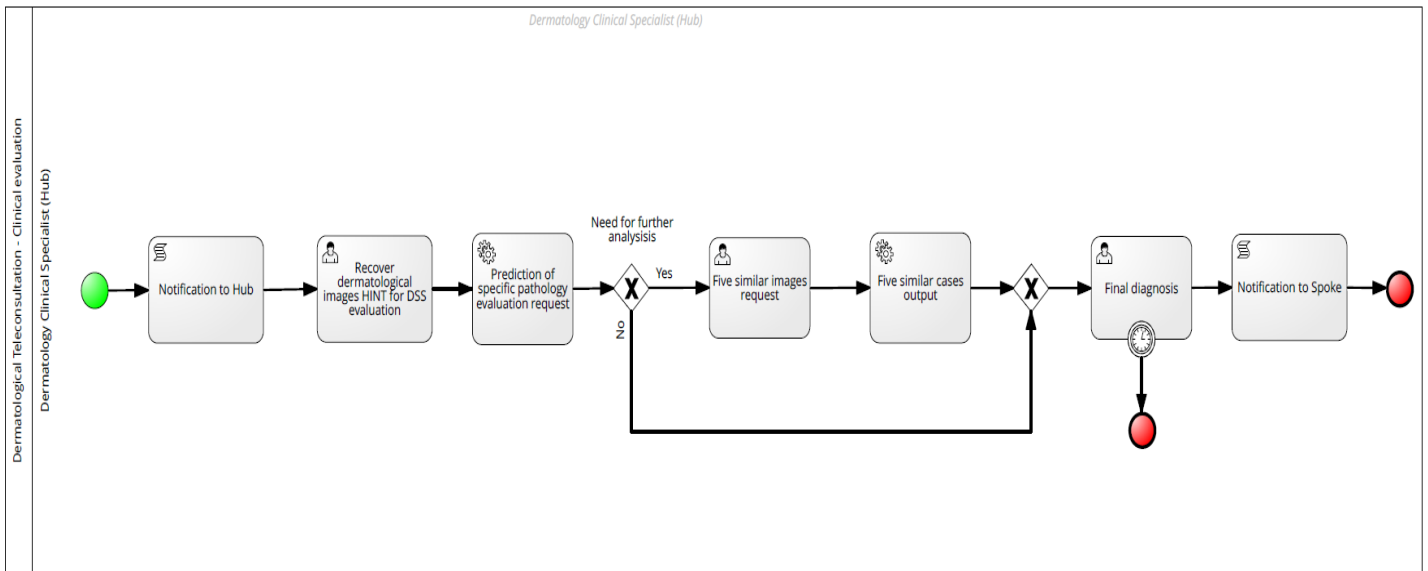 Dermatology Clinical Specialist (Hub)
Dermatological Teleconsultation - Clinical evaluation
Dermatology Clinical Specialist (Hub)
Notification to Hub
Recover
dermatological
images HINT for DSS
evaluation
Prediction of
specific pathology
evaluation request
Need for further
analysisis
Yes
No
Five similar images
request
Five similar cases
output
Final diagnosis
Notification to Spoke